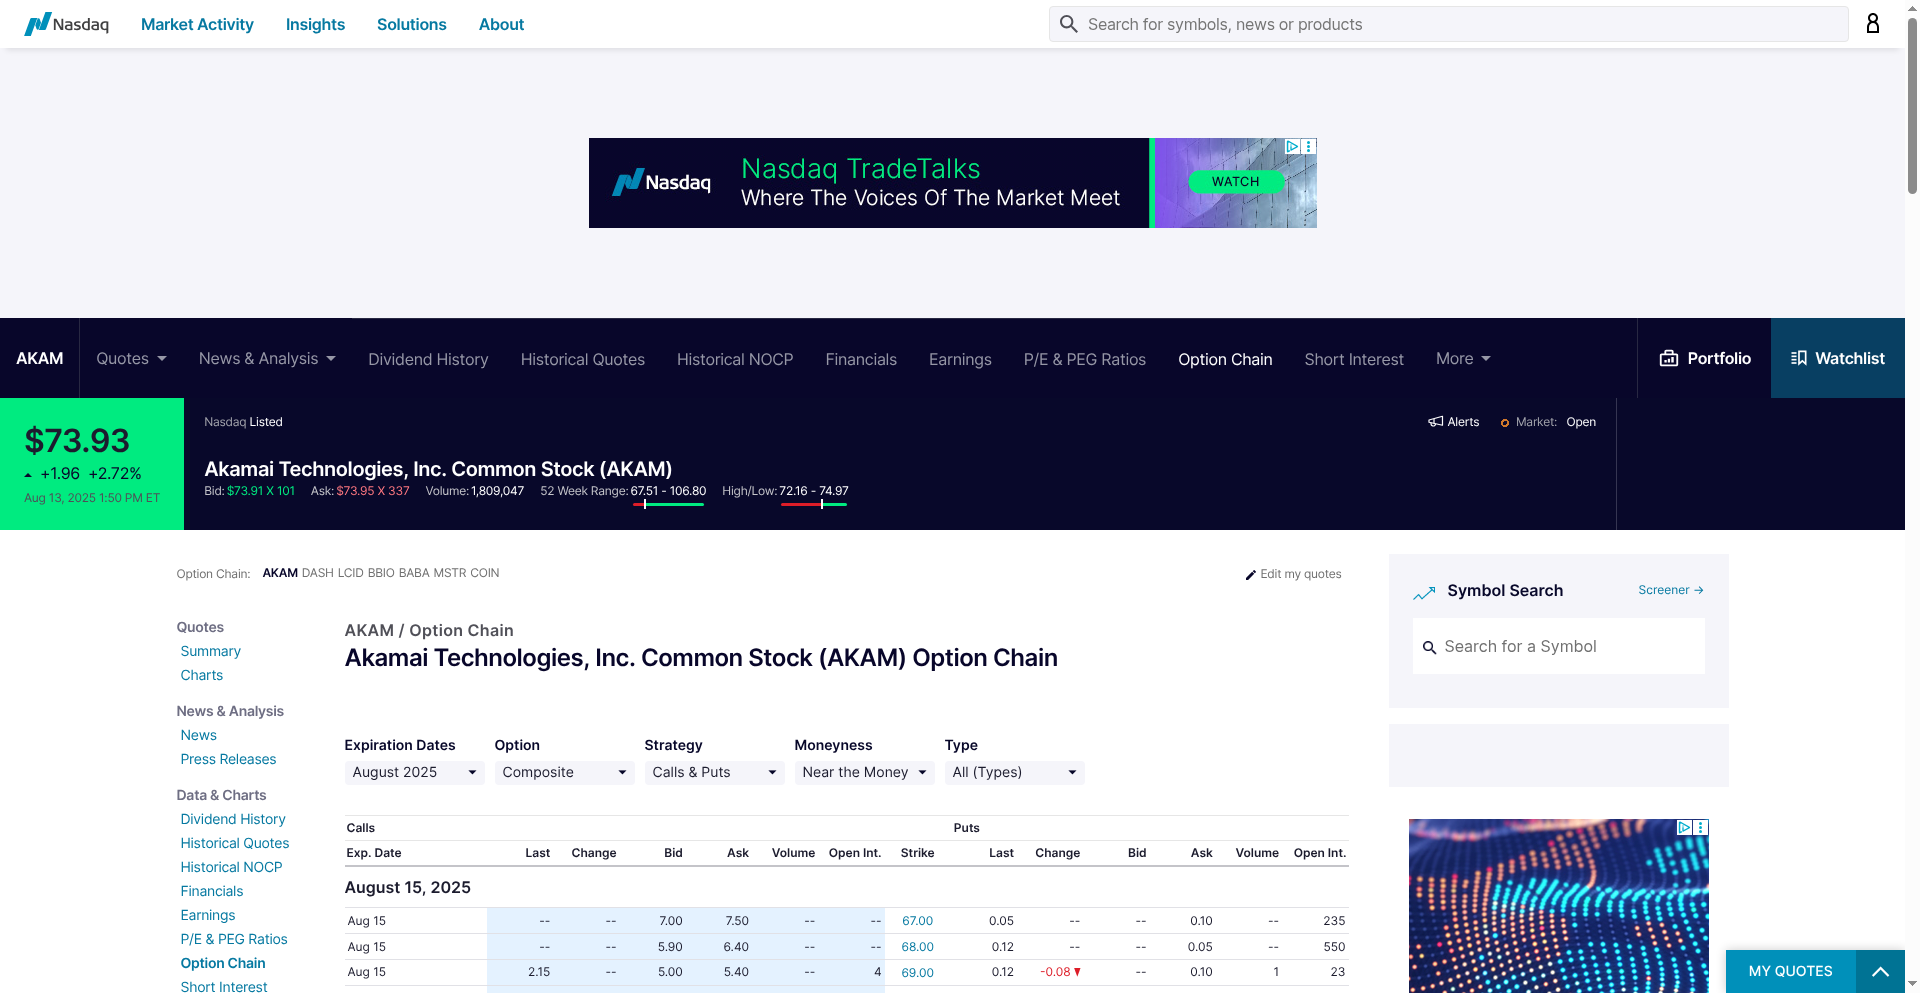 Nasdaq Market Activity Insights Solutions About Search for symbols, news or products
Nasdaq
Nasdaq TradeTalks
Where The Voices Of The Market Meet
WATCH
AKAM Quotes News & Analysis Dividend History Historical Quotes Historical NOCP Financials Earnings P/E & PEG Ratios Option Chain Short Interest More Portfolio Watchlist
$73.93
+1.96 +2.72%
Aug 13, 2025 1:50 PM ET
Nasdaq Listed
Alerts Market: Open
Akamai Technologies, Inc. Common Stock (AKAM)
Bid: $73.91 X 101 Ask: $73.95 X 337 Volume: 1,809,047 52 Week Range: 67.51 - 106.80 High/Low: 72.16 - 74.97
Option Chain: AKAM DASH LCID BBIO BABA MSTR COIN
Edit my quotes
Quotes
Summary
Charts
News & Analysis
News
Press Releases
Data & Charts
Dividend History
Historical Quotes
Historical NOCP
Financials
Earnings
P/E & PEG Ratios
Option Chain
Short Interest
AKAM / Option Chain
Akamai Technologies, Inc. Common Stock (AKAM) Option Chain
Expiration Dates Option Strategy Moneyness Type
August 2025 Composite Calls & Puts Near the Money All (Types)
Calls Puts
Exp. Date Last Change Bid Ask Volume Open Int. Strike Last Change Bid Ask Volume Open Int.
August 15, 2025
Aug 15 -- -- 7.00 7.50 -- -- 67.00 0.05 -- -- 0.10 -- 235
Aug 15 -- -- 5.90 6.40 -- -- 68.00 0.12 -- -- 0.05 -- 550
Aug 15 2.15 -- 5.00 5.40 -- 4 69.00 0.12 -0.08 -- 0.10 1 23
Symbol Search
Screener
Search for a Symbol
MY QUOTES